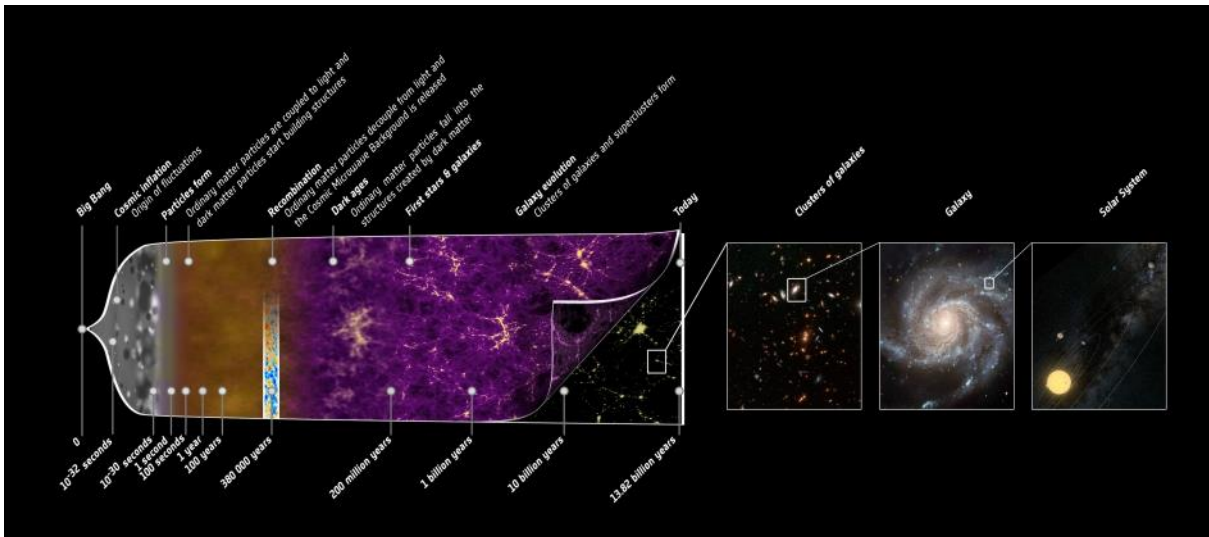 Big Bang
Cosmic inflation
Origin of fluctuations
Particles form
Ordinary matter particles are coupled to light and
dark matter particles start building structures
Recombination
Ordinary matter particles decouple from light and
the Cosmic Microwave Background is released
Dark ages
Ordinary matter particles fall into the
structures created by dark matter
First stars & galaxies
Galaxy evolution
Clusters of galaxies and superclusters form
Today
Clusters of galaxies
Galaxy
Solar System
0
10⁻³² seconds
10⁻³⁰ seconds
1 second
100 seconds
1 year
100 years
380 000 years
200 million years
1 billion years
10 billion years
13.82 billion years